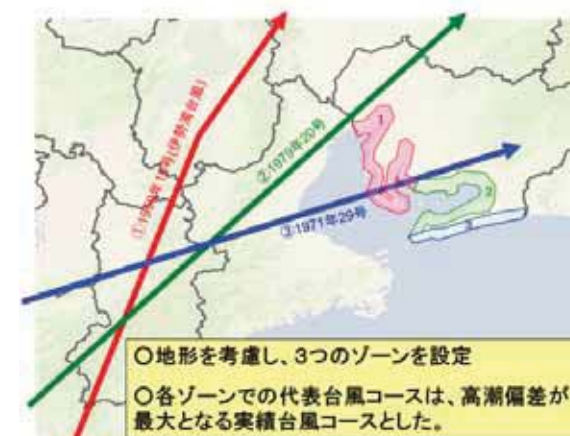 ①1959年15号(伊勢湾台風)
②1979年20号
③1971年29号
1
2
3
○地形を考慮し、3つのゾーンを設定
○各ゾーンでの代表台風コースは、高潮偏差が
最大となる実績台風コースとした。